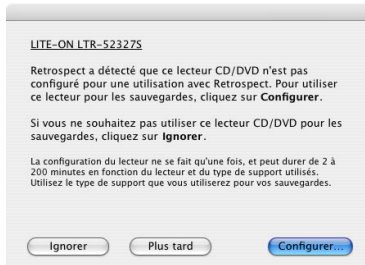 LITE-ON LTR-52327S
Retrospect a détecté que ce lecteur CD/DVD n'est pas
configuré pour une utilisation avec Retrospect. Pour utiliser
ce lecteur pour les sauvegardes, cliquez sur Configurer.
Si vous ne souhaitez pas utiliser ce lecteur CD/DVD pour les
sauvegardes, cliquez sur Ignorer.
La configuration du lecteur ne se fait qu'une fois, et peut durer de 2 à
200 minutes en fonction du lecteur et du type de support utilisés.
Utilisez le type de support que vous utiliserez pour vos sauvegardes.
Ignorer Plus tard Configurer...